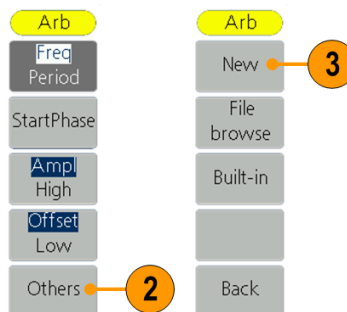 Arb
Freq
Period
StartPhase
Ampl
High
Offset
Low
Others
2
Arb
New
3
File
browse
Built-in
Back